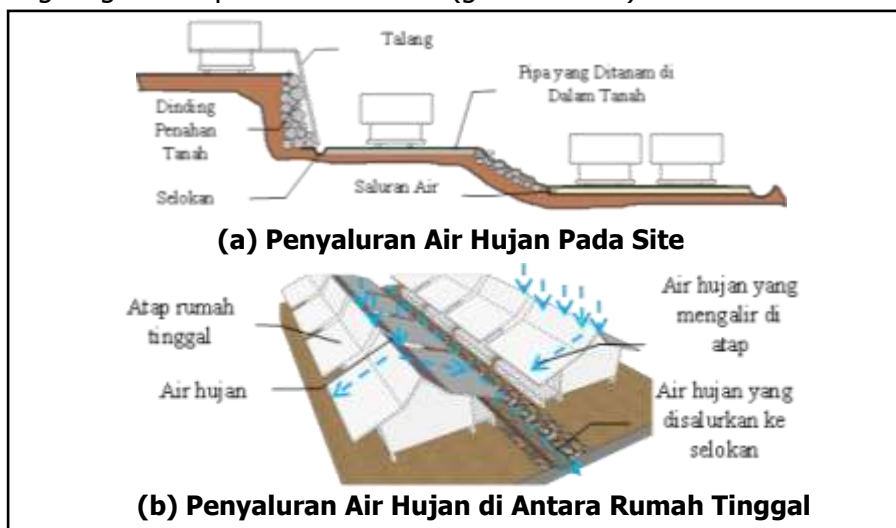 Talang
Pipa yang Ditanam di
Dalam Tanah
Dinding
Penahan
Tanah
Selokan
Saluran Air
(a) Penyaluran Air Hujan Pada Site
Atap rumah
tinggal
Air hujan
Air hujan yang
mengalir di
atap
Air hujan yang
disalurkan ke
selokan
(b) Penyaluran Air Hujan di Antara Rumah Tinggal